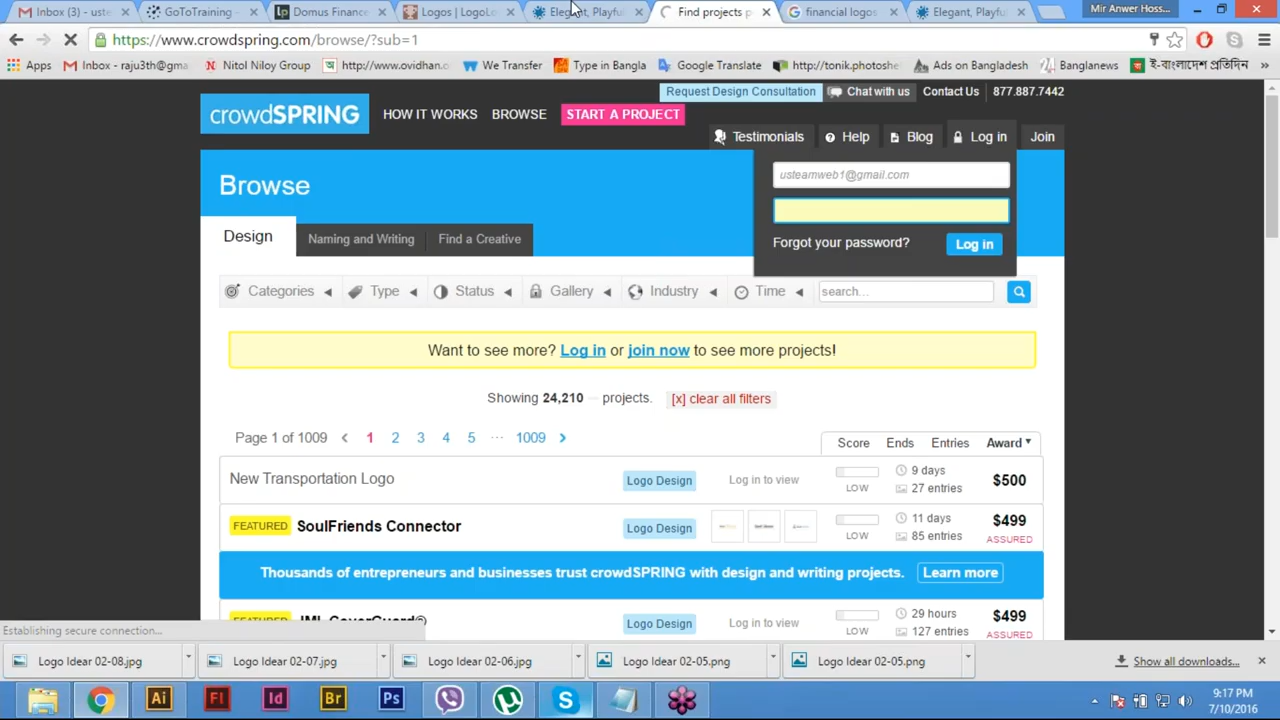 Inbox (3) - uste
GoToTraining -
Domus Finance
Logos | LogoLo
Elegant, Playfu
Find projects p
financial logos
Elegant, Playfu
Mir Anwer Hoss...
https://www.crowdspring.com/browse/?sub=1
Apps Inbox - raju3th@gma Nitol Niloy Group http://www.ovidhan.o We Transfer Type in Bangla Google Translate http://tonik.photoshe Ads on Bangladesh Banglanews ই-বাংলাদেশ প্রতিদিন »
Request Design Consultation Chat with us Contact Us 877.887.7442
crowdSPRING HOW IT WORKS BROWSE START A PROJECT
Testimonials Help Blog Log in Join
usteamweb1@gmail.com
Browse
Forgot your password? Log in
Design Naming and Writing Find a Creative
Categories Type Status Gallery Industry Time search...
Want to see more? Log in or join now to see more projects!
Showing 24,210 projects. [x] clear all filters
Page 1 of 1009 1 2 3 4 5 ... 1009
Score Ends Entries Award
New Transportation Logo Logo Design Log in to view LOW 9 days 27 entries $500
FEATURED SoulFriends Connector Logo Design LOW 11 days 85 entries $499 ASSURED
Thousands of entrepreneurs and businesses trust crowdSPRING with design and writing projects. Learn more
FEATURED Logo Design Log in to view LOW 29 hours 127 entries $499 ASSURED
Establishing secure connection...
Logo Idear 02-08.jpg Logo Idear 02-07.jpg Logo Idear 02-06.jpg Logo Idear 02-05.png Logo Idear 02-05.png Show all downloads...
Ai Fl Id Br Ps
9:17 PM
7/10/2016